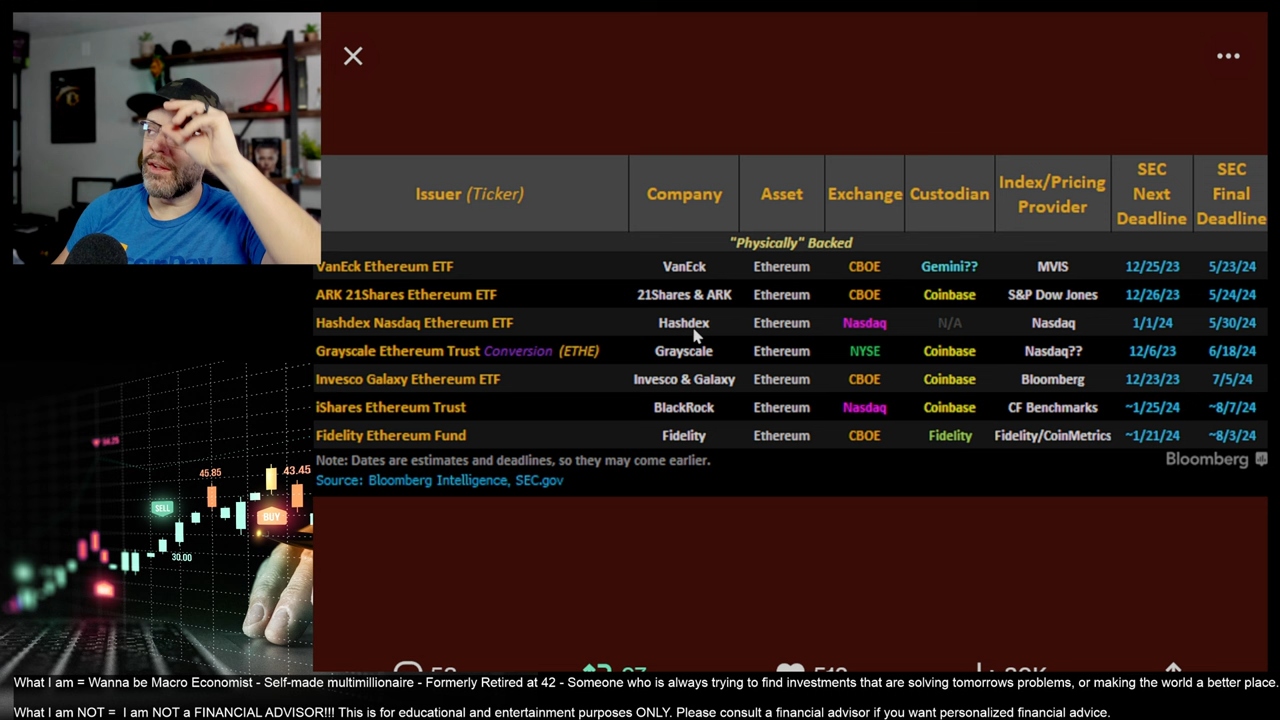 Issuer (Ticker) Company Asset Exchange Custodian Index/Pricing Provider SEC Next Deadline SEC Final Deadline
"Physically" Backed
VanEck Ethereum ETF VanEck Ethereum CBOE Gemini?? MVIS 12/25/23 5/23/24
ARK 21Shares Ethereum ETF 21Shares & ARK Ethereum CBOE Coinbase S&P Dow Jones 12/26/23 5/24/24
Hashdex Nasdaq Ethereum ETF Hashdex Ethereum Nasdaq N/A Nasdaq 1/1/24 5/30/24
Grayscale Ethereum Trust Conversion (ETHE) Grayscale Ethereum NYSE Coinbase Nasdaq?? 12/6/23 6/18/24
Invesco Galaxy Ethereum ETF Invesco & Galaxy Ethereum CBOE Coinbase Bloomberg 12/23/23 7/5/24
iShares Ethereum Trust BlackRock Ethereum Nasdaq Coinbase CF Benchmarks ~1/25/24 ~8/7/24
Fidelity Ethereum Fund Fidelity Ethereum CBOE Fidelity Fidelity/CoinMetrics ~1/21/24 ~8/3/24
Note: Dates are estimates and deadlines, so they may come earlier. Bloomberg
Source: Bloomberg Intelligence, SEC.gov
45.85
43.45
SELL
BUY
30.00
What I am = Wanna be Macro Economist - Self-made multimillionaire - Formerly Retired at 42 - Someone who is always trying to find investments that are solving tomorrows problems, or making the world a better place.
What I am NOT = I am NOT a FINANCIAL ADVISOR!!! This is for educational and entertainment purposes ONLY. Please consult a financial advisor if you want personalized financial advice.